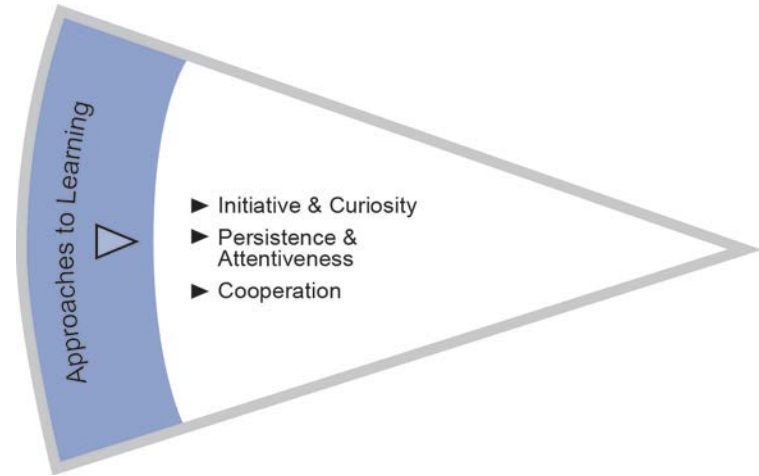 Approaches to Learning
► Initiative & Curiosity
► Persistence &
Attentiveness
► Cooperation